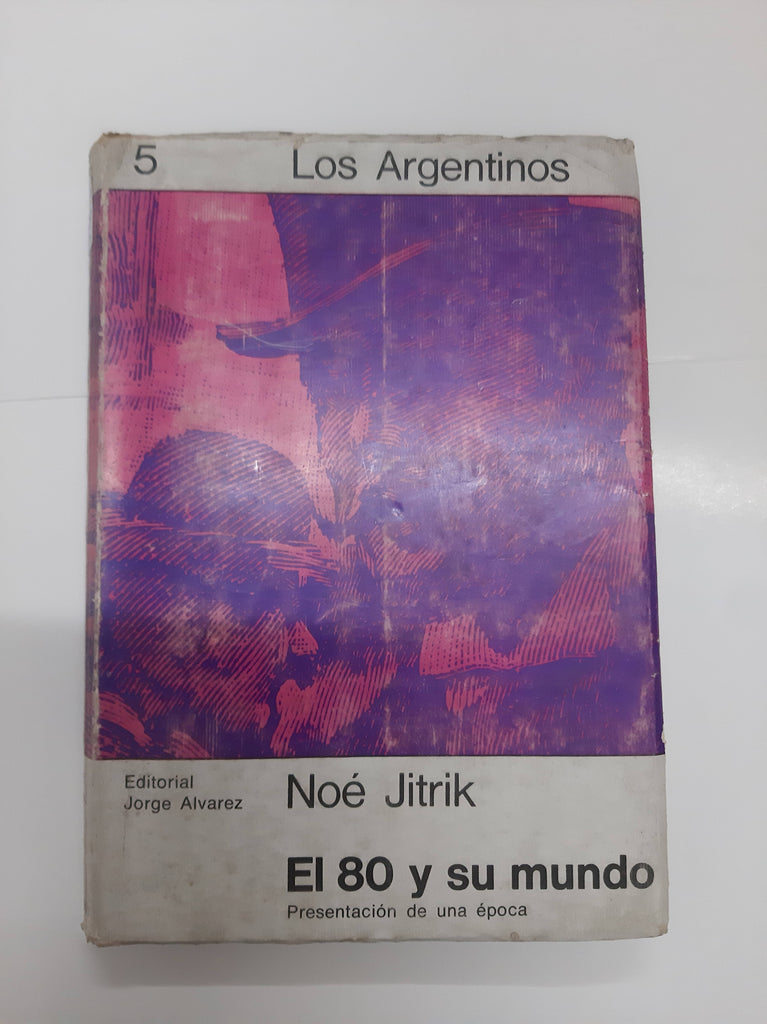 5 Los Argentinos
Editorial
Jorge Alvarez
Noé Jitrik
El 80 y su mundo
Presentación de una época